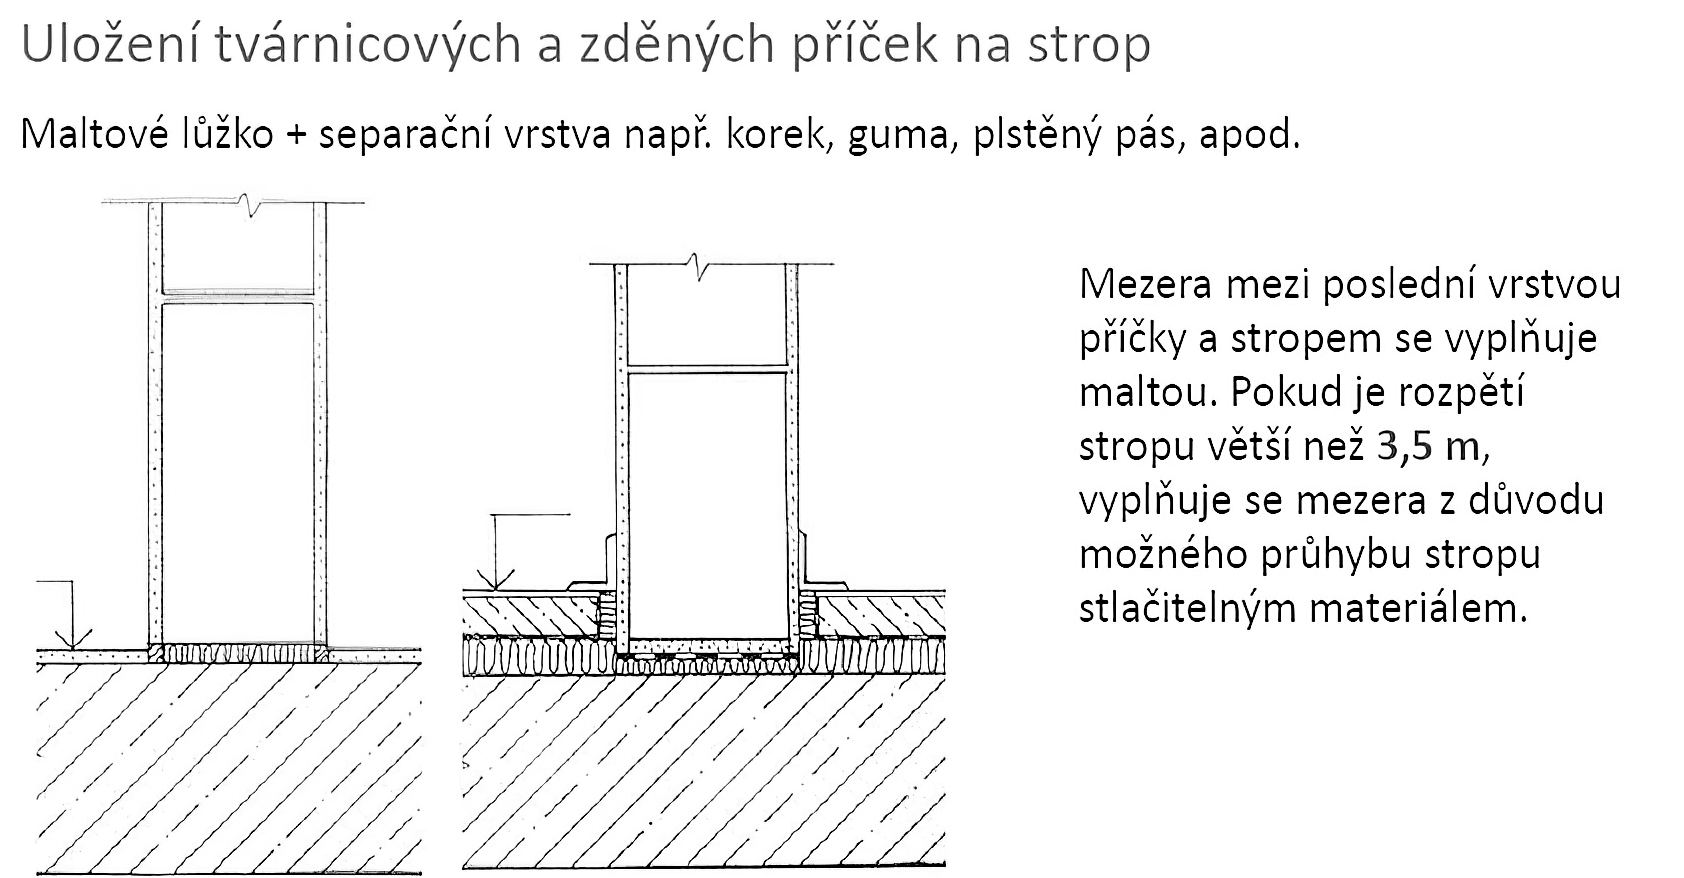 Uložení tvárnicových a zděných příček na strop
Maltové lůžko + separační vrstva např. korek, guma, plstěný pás, apod.
Mezera mezi poslední vrstvou
příčky a stropem se vyplňuje
maltou. Pokud je rozpětí
stropu větší než 3,5 m,
vyplňuje se mezera z důvodu
možného průhybu stropu
stlačitelným materiálem.